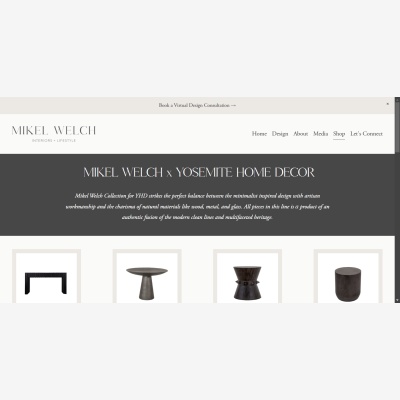 Book a Virtual Design Consultation →
MIKEL WELCH
INTERIORS + LIFESTYLE
Home Design About Media Shop Let's Connect
MIKEL WELCH x YOSEMITE HOME DECOR
Mikel Welch Collection for YHD strikes the perfect balance between the minimalist inspired design with artisan
workmanship and the charisma of natural materials like wood, metal, and glass. All pieces in this line is a product of an
authentic fusion of the modern clean lines and multifaceted heritage.